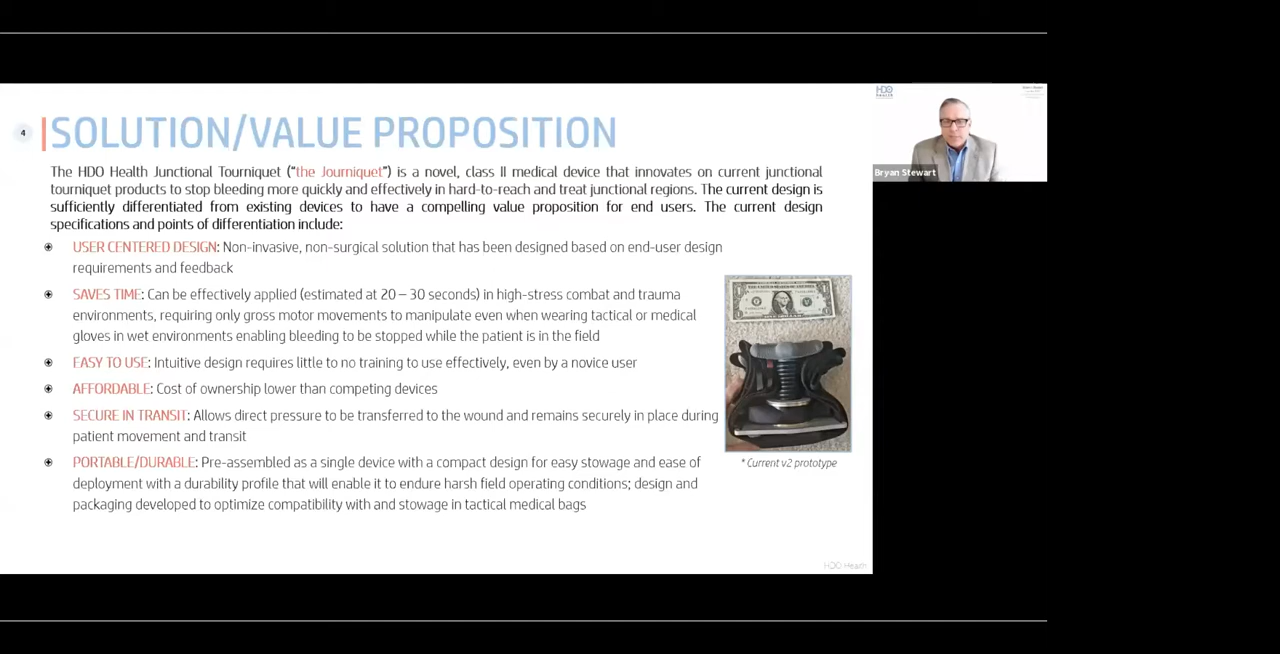 4
SOLUTION/VALUE PROPOSITION
The HDO Health Junctional Tourniquet ("the Journiquet") is a novel, class II medical device that innovates on current junctional
tourniquet products to stop bleeding more quickly and effectively in hard-to-reach and treat junctional regions. The current design is
sufficiently differentiated from existing devices to have a compelling value proposition for end users. The current design
specifications and points of differentiation include:
USER CENTERED DESIGN: Non-invasive, non-surgical solution that has been designed based on end-user design
requirements and feedback
SAVES TIME: Can be effectively applied (estimated at 20 – 30 seconds) in high-stress combat and trauma
environments, requiring only gross motor movements to manipulate even when wearing tactical or medical
gloves in wet environments enabling bleeding to be stopped while the patient is in the field
EASY TO USE: Intuitive design requires little to no training to use effectively, even by a novice user
AFFORDABLE: Cost of ownership lower than competing devices
SECURE IN TRANSIT: Allows direct pressure to be transferred to the wound and remains securely in place during
patient movement and transit
PORTABLE/DURABLE: Pre-assembled as a single device with a compact design for easy stowage and ease of
deployment with a durability profile that will enable it to endure harsh field operating conditions; design and
packaging developed to optimize compatibility with and stowage in tactical medical bags
* Current v2 prototype
HDO Health
HDO
health
Bryan Stewart